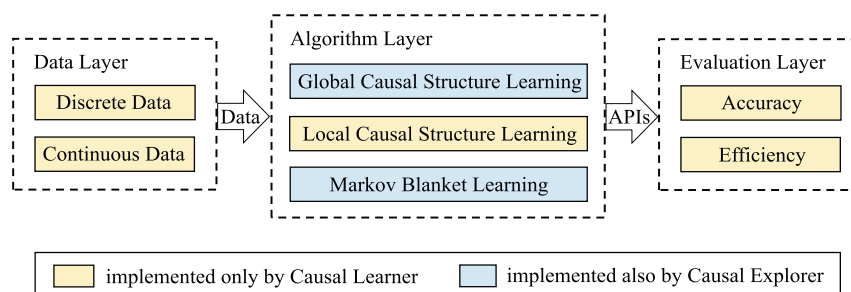 Data Layer
Discrete Data
Continuous Data
Data
Algorithm Layer
Global Causal Structure Learning
Local Causal Structure Learning
Markov Blanket Learning
APIs
Evaluation Layer
Accuracy
Efficiency
implemented only by Causal Learner
implemented also by Causal Explorer